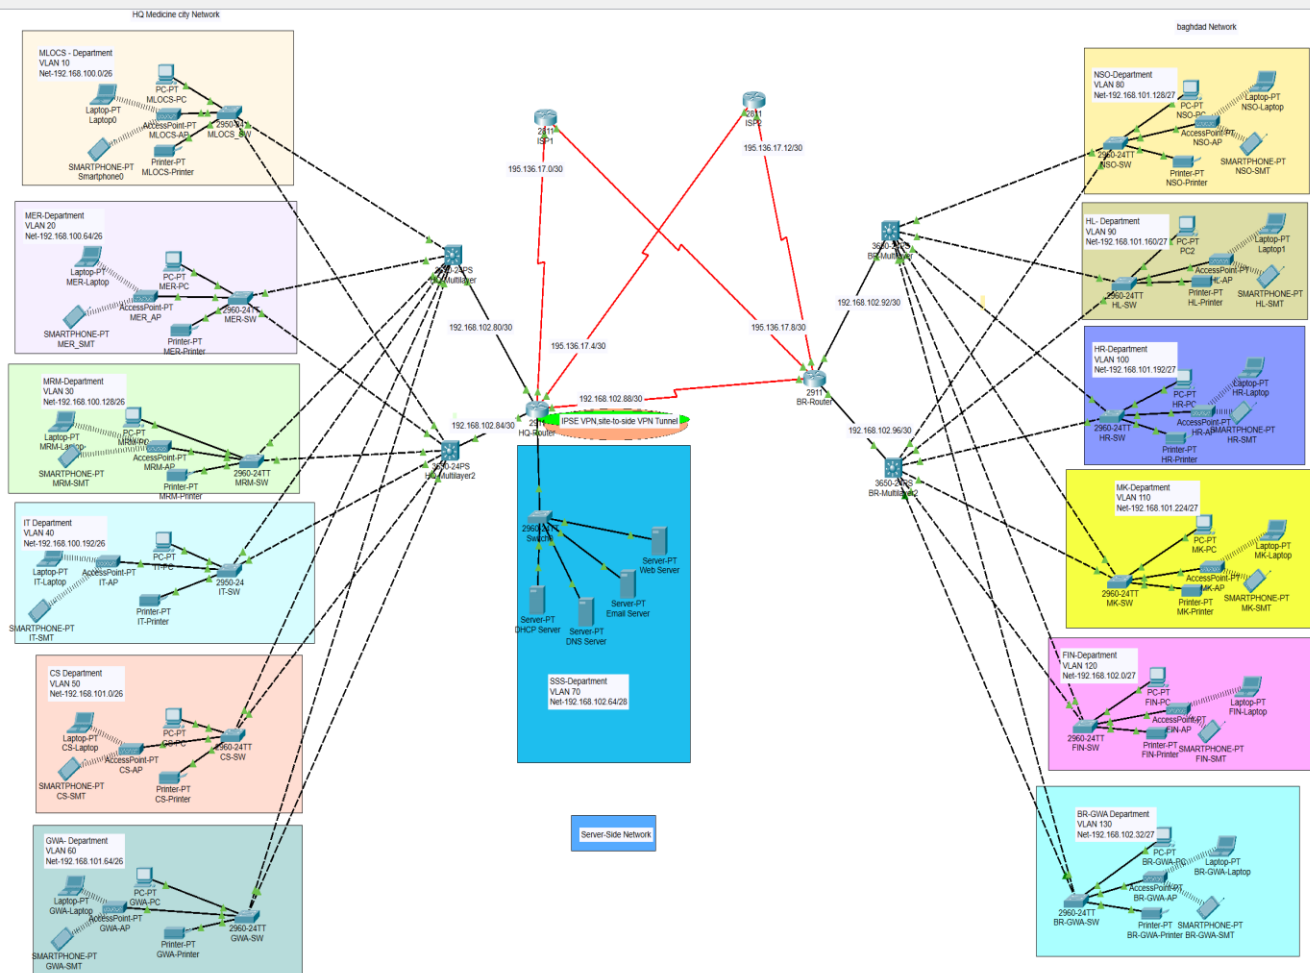 HQ Medicine city Network
MLOCS - Department
VLAN 10
Net-192.168.100.0/26
PC-PT
MLOCS-PC
Laptop-PT
Laptop0
AccessPoint-PT
MLOCS-AP
2950-24
MLOCS_SW
SMARTPHONE-PT
Smartphone0
Printer-PT
MLOCS-Printer
MER-Department
VLAN 20
Net-192.168.100.64/26
Laptop-PT
MER-Laptop
PC-PT
MER-PC
AccessPoint-PT
MER_AP
2960-24TT
MER-SW
SMARTPHONE-PT
MER_SMT
Printer-PT
MER-Printer
MRM-Department
VLAN 30
Net-192.168.100.128/26
PC-PT
MRM-PC
Laptop-PT
MRM-Laptop
AccessPoint-PT
MRM-AP
SMARTPHONE-PT
MRM-SMT
2960-24TT
MRM-SW
Printer-PT
MRM-Printer
IT Department
VLAN 40
Net-192.168.100.192/26
Laptop-PT
IT-Laptop
PC-PT
IT-PC
AccessPoint-PT
IT-AP
2950-24
IT-SW
SMARTPHONE-PT
IT-SMT
Printer-PT
IT-Printer
CS Department
VLAN 50
Net-192.168.101.0/26
Laptop-PT
CS-Laptop
PC-PT
CS-PC
AccessPoint-PT
CS-AP
2960-24TT
CS-SW
SMARTPHONE-PT
CS-SMT
Printer-PT
CS-Printer
GWA- Department
VLAN 60
Net-192.168.101.64/26
Laptop-PT
GWA-Laptop
PC-PT
GWA-PC
AccessPoint-PT
GWA-AP
2960-24TT
GWA-SW
SMARTPHONE-PT
GWA-SMT
Printer-PT
GWA-Printer
2811
ISP1
2811
ISP2
195.136.17.0/30
195.136.17.12/30
3650-24PS
HQ-Multilayer
192.168.102.80/30
195.136.17.4/30
195.136.17.8/30
192.168.102.88/30
HQ-Router
192.168.102.84/30
3650-24PS
HQ-Multilayer2
IPSE VPN,site-to-side VPN Tunnel
2911
BR-Router
192.168.102.92/30
192.168.102.96/30
3650-24PS
BR-Multilayer
3650-24PS
BR-Multilayer2
2960-24TT
Server-PT
Web Server
Server-PT
Email Server
Server-PT
DHCP Server
Server-PT
DNS Server
SSS-Department
VLAN 70
Net-192.168.102.64/28
Server-Side Network
baghdad Network
NSO-Department
VLAN 80
Net-192.168.101.128/27
PC-PT
NSO-PC
Laptop-PT
NSO-Laptop
AccessPoint-PT
NSO-AP
2960-24TT
NSO-SW
SMARTPHONE-PT
NSO-SMT
Printer-PT
NSO-Printer
HL- Department
VLAN 90
Net-192.168.101.160/27
PC-PT
PC2
Laptop-PT
Laptop1
AccessPoint-PT
HL-AP
2960-24TT
HL-SW
Printer-PT
HL-Printer
SMARTPHONE-PT
HL-SMT
HR-Department
VLAN 100
Net-192.168.101.192/27
PC-PT
HR-PC
Laptop-PT
HR-Laptop
AccessPoint-PT
HR-AP
SMARTPHONE-PT
HR-SMT
2960-24TT
HR-SW
Printer-PT
HR-Printer
MK-Department
VLAN 110
Net-192.168.101.224/27
PC-PT
MK-PC
Laptop-PT
MK-Laptop
AccessPoint-PT
MK-AP
2960-24TT
MK-SW
Printer-PT
MK-Printer
SMARTPHONE-PT
MK-SMT
FIN-Department
VLAN 120
Net-192.168.102.0/27
PC-PT
FIN-PC
Laptop-PT
FIN-Laptop
AccessPoint-PT
FIN-AP
2960-24TT
FIN-SW
Printer-PT
FIN-Printer
SMARTPHONE-PT
FIN-SMT
BR-GWA Department
VLAN 130
Net-192.168.102.32/27
PC-PT
BR-GWA-PC
Laptop-PT
BR-GWA-Laptop
AccessPoint-PT
BR-GWA-AP
2960-24TT
BR-GWA-SW
Printer-PT
BR-GWA-Printer
SMARTPHONE-PT
BR-GWA-SMT